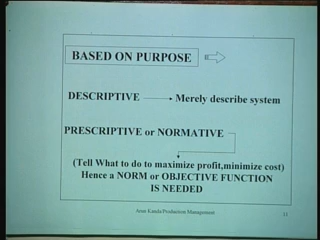 BASED ON PURPOSE
DESCRIPTIVE Merely describe system
PRESCRIPTIVE or NORMATIVE
(Tell What to do to maximize profit,minimize cost)
Hence a NORM or OBJECTIVE FUNCTION
IS NEEDED
Arun Kanda/Production Management 11